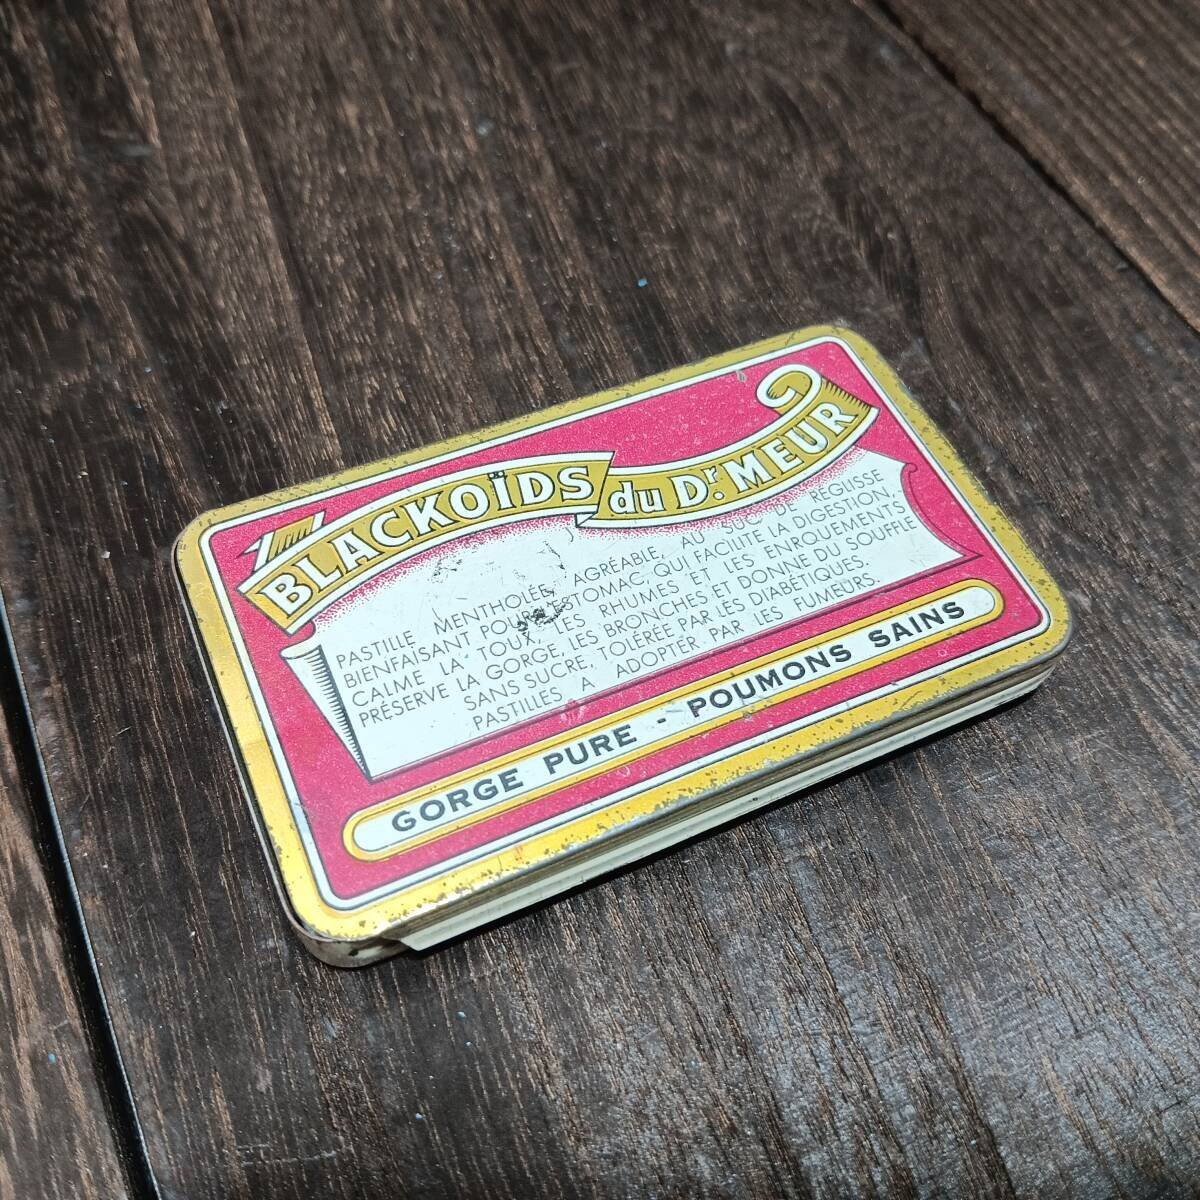 BLACKOÏDS du Dr. MEUR
PASTILLE MENTHOLÉE, AGRÉABLE, AU SUC DE RÉGLISSE
BIENFAISANT POUR L'ESTOMAC, QUI FACILITE LA DIGESTION,
CALME LA TOUX, LES RHUMES ET LES ENROUEMENTS
PRÉSERVE LA GORGE, LES BRONCHES ET DONNE DU SOUFFLE
SANS SUCRE, TOLÉRÉE PAR LES DIABÉTIQUES.
PASTILLES A ADOPTER PAR LES FUMEURS.
GORGE PURE - POUMONS SAINS